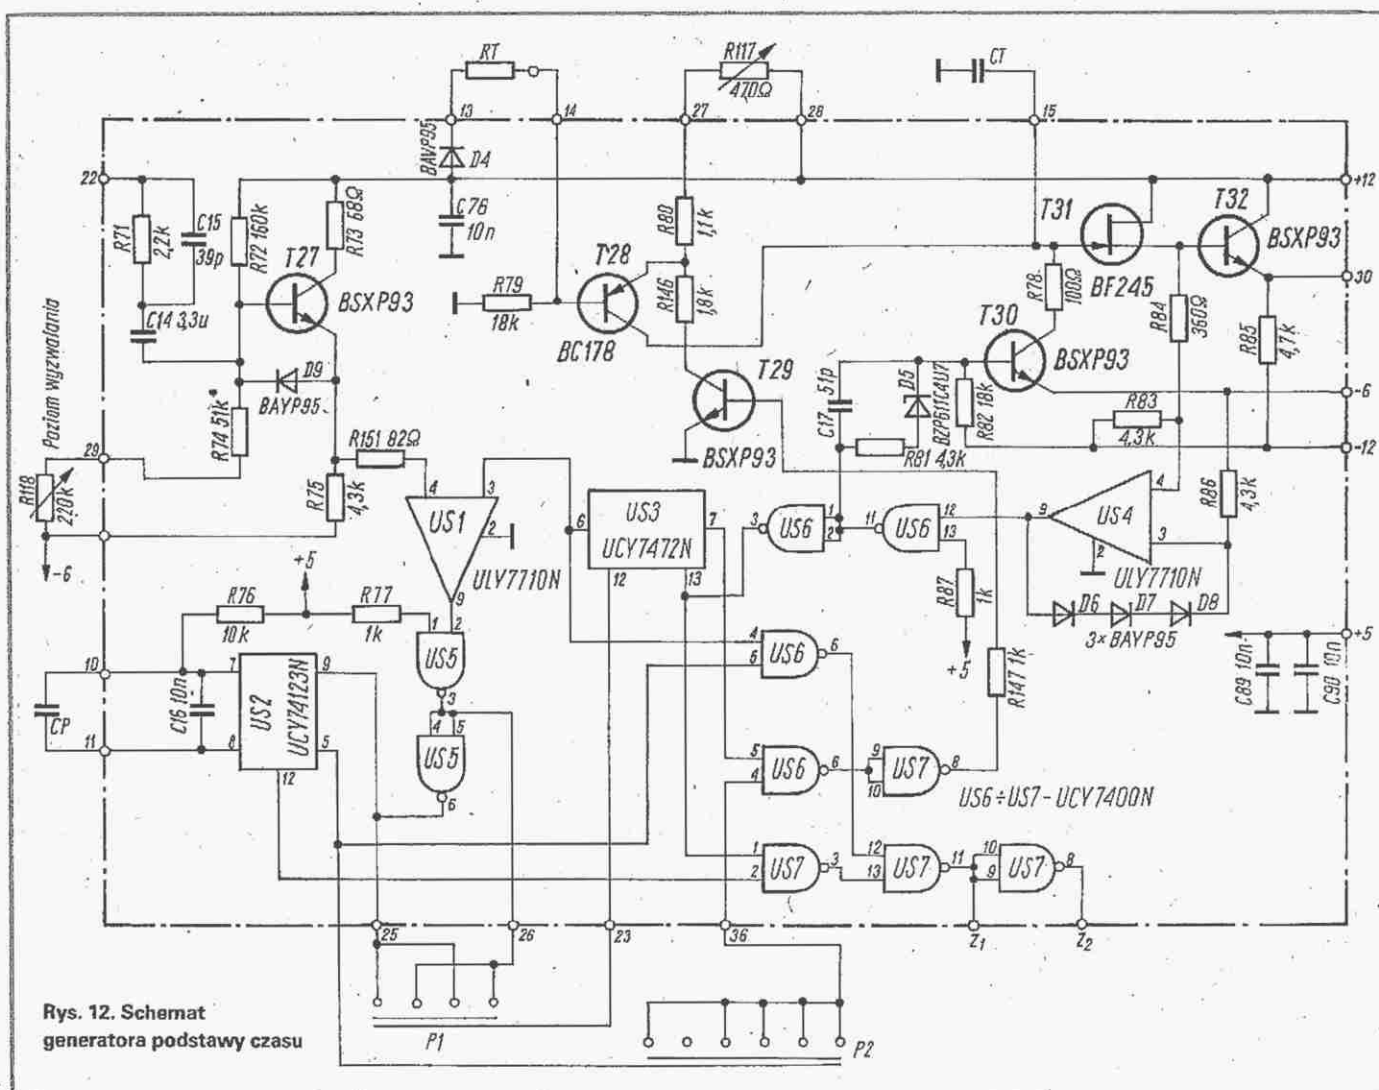 RT
R117
470Ω
CT
13
14
27
28
15
BAYP95
D4
22
+12
R71
2,2k
C15
39p
R72 160k
R73 68Ω
C76
10n
R80
1,1k
T31
T32
BSXP93
T27
BSXP93
T28
R146
1,8k
R78
100Ω
BF245
30
C14 3,3u
R79
18k
BC178
T30
BSXP93
R84
360Ω
R85
4,7k
Poziom wyzwalania
D9
BAYP95
T29
BSXP93
C17
51p
D5
BZP611C4V7
R82 18k
-6
R83
4,3k
R74 51k*
29
R151 82Ω
R81 4,3k
-12
R118
220k
R75
4,3k
4
3
US1
2
ULY7710N
9
US3
UCY7472N
6
7
12
13
3
US6
1
2
11
US6
12
13
9
US4
4
3
2
ULY7710N
R86
4,3k
-6
+5
R76
10k
R77
1k
R87
1k
+5
D6
D7
D8
3×BAYP95
+5
1
2
US5
3
4
5
US5
6
4
5
US6
6
R147 1k
C89 10n
C90 10n
10
11
CP
C16 10n
7
8
US2
UCY74123N
9
5
12
5
4
US6
6
9
10
US7
8
US6÷US7-UCY7400N
1
2
US7
3
12
13
US7
11
10
9
US7
8
25
26
23
36
Z1
Z2
P1
P2
Rys. 12. Schemat
generatora podstawy czasu